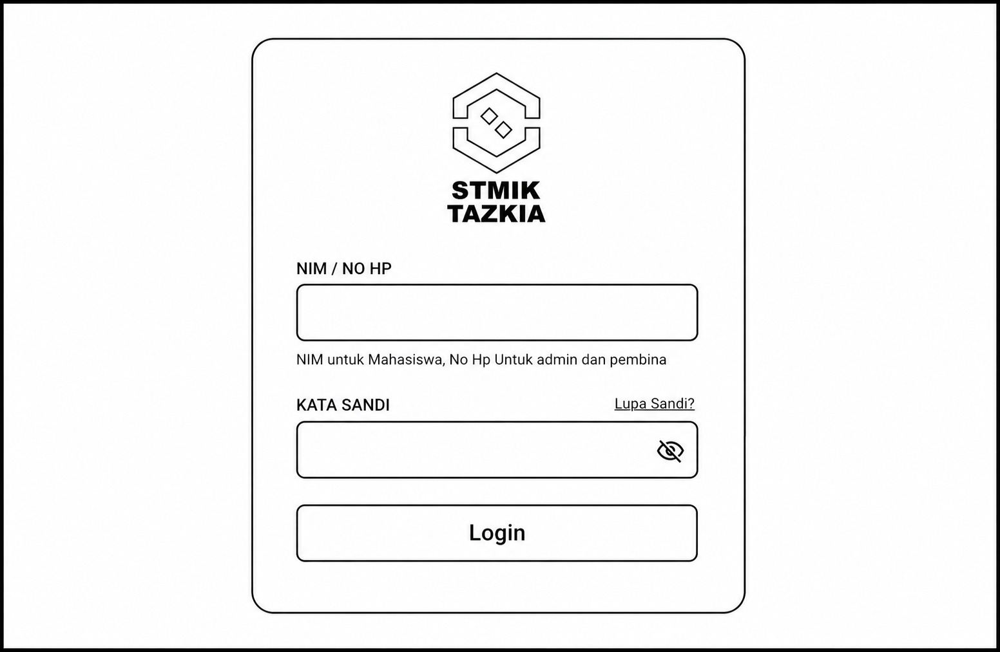 STMIK
TAZKIA
NIM / NO HP
NIM untuk Mahasiswa, No Hp Untuk admin dan pembina
KATA SANDI
Lupa Sandi?
Login